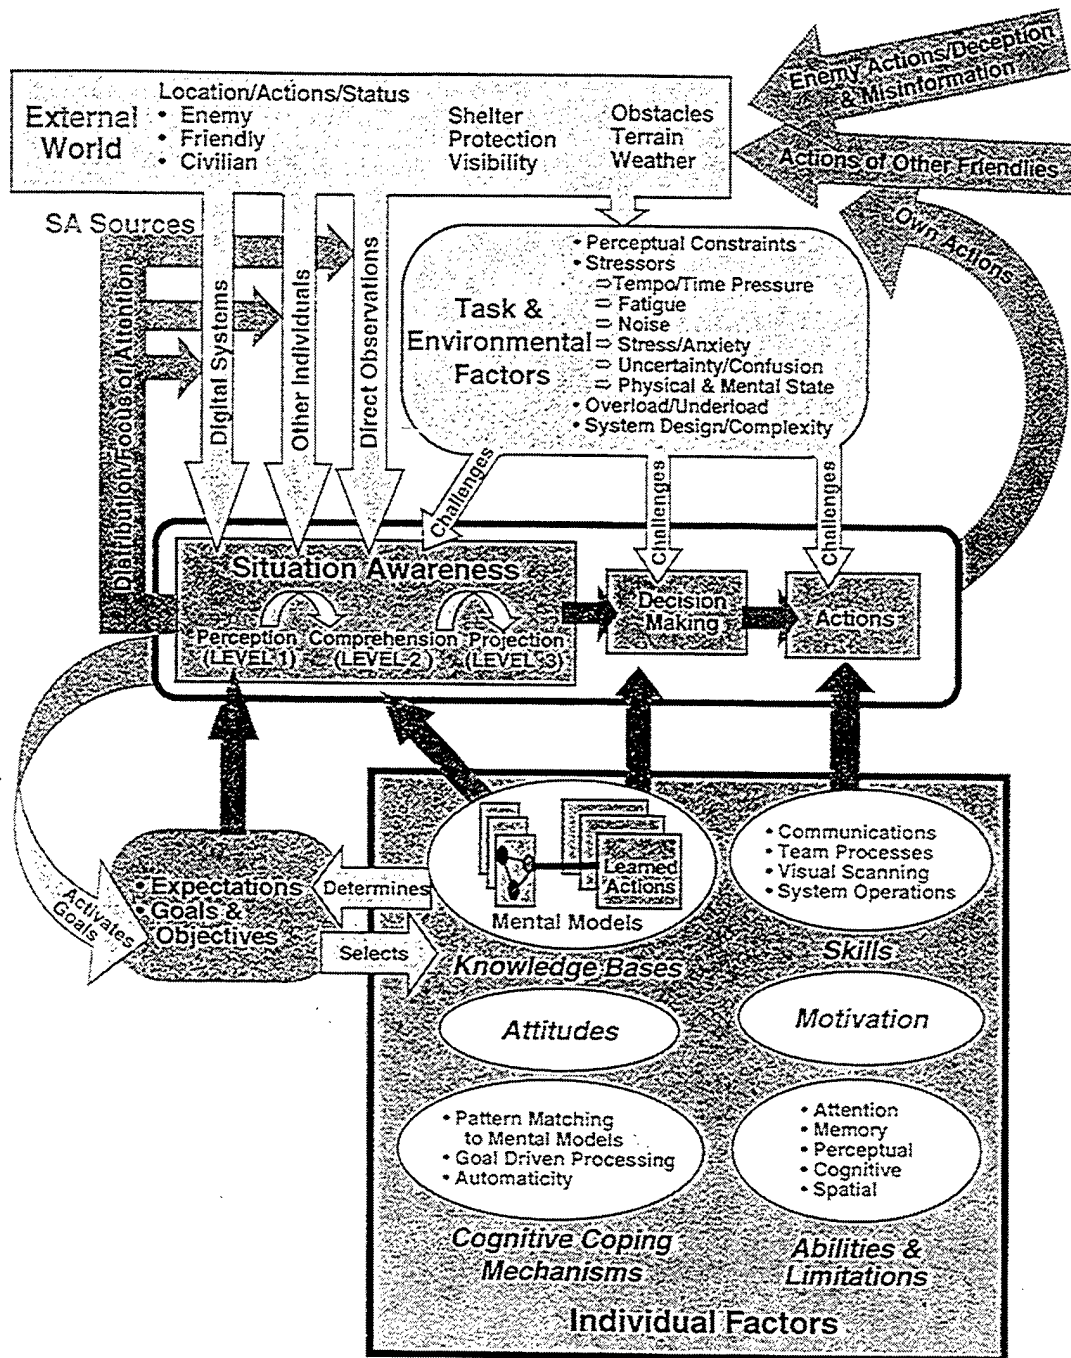 Enemy Actions/Deception
& Misinformation
Actions of Other Friendlies
Own Actions
External
World
Location/Actions/Status
• Enemy
• Friendly
• Civilian
Shelter
Protection
Visibility
Obstacles
Terrain
Weather
SA Sources
Distribution/Focus of Attention
Digital Systems
Other Individuals
Direct Observations
Task &
Environmental
Factors
• Perceptual Constraints
• Stressors
⇨Tempo/Time Pressure
⇨ Fatigue
⇨ Noise
⇨ Stress/Anxiety
⇨ Uncertainty/Confusion
⇨ Physical & Mental State
• Overload/Underload
• System Design/Complexity
Challenges
Challenges
Challenges
Situation Awareness
Perception
(LEVEL 1)
Comprehension
(LEVEL 2)
Projection
(LEVEL 3)
Decision
Making
Actions
Activates
Goals
• Expectations
• Goals &
Objectives
Determines
Selects
Learned
Actions
Mental Models
Knowledge Bases
• Communications
• Team Processes
• Visual Scanning
• System Operations
Skills
Attitudes
Motivation
• Pattern Matching
to Mental Models
• Goal Driven Processing
• Automaticity
Cognitive Coping
Mechanisms
• Attention
• Memory
• Perceptual
• Cognitive
• Spatial
Abilities &
Limitations
Individual Factors